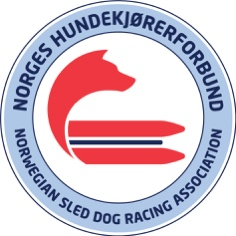 NORGES HUNDEKJØRERFORBUND
NORWEGIAN SLED DOG RACING ASSOCIATION